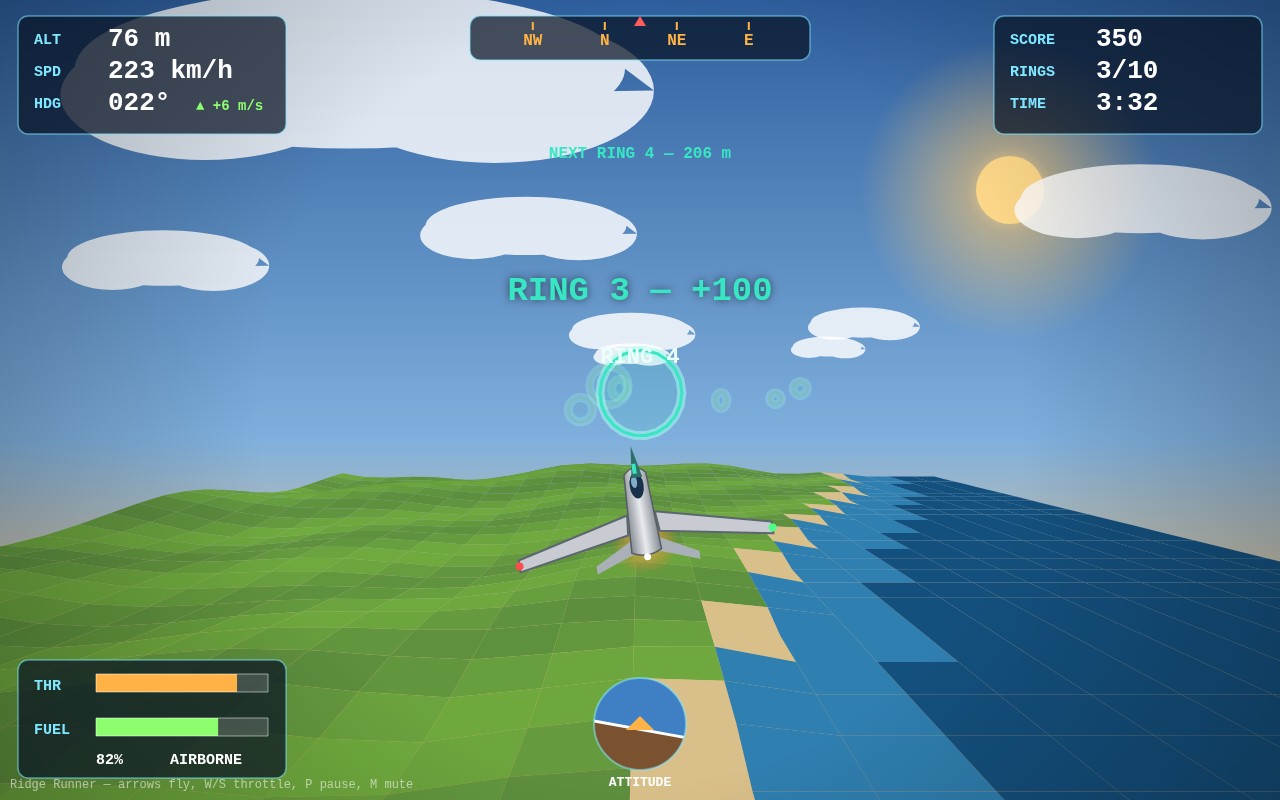 ALT 76 m
SPD 223 km/h
HDG 022° ▲ +6 m/s
NW N NE E
SCORE 350
RINGS 3/10
TIME 3:32
NEXT RING 4 — 206 m
RING 3 — +100
RING 4
THR
FUEL
82% AIRBORNE
ATTITUDE
Ridge Runner — arrows fly, W/S throttle, P pause, M mute